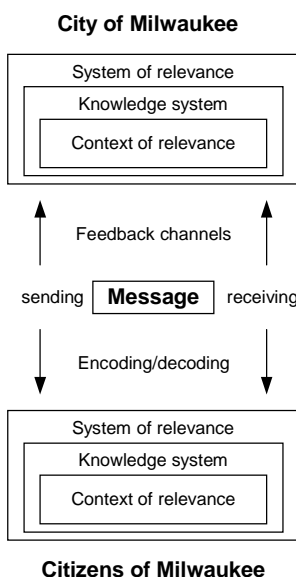 City of Milwaukee
System of relevance
Knowledge system
Context of relevance
Feedback channels
sending Message receiving
Encoding/decoding
System of relevance
Knowledge system
Context of relevance
Citizens of Milwaukee